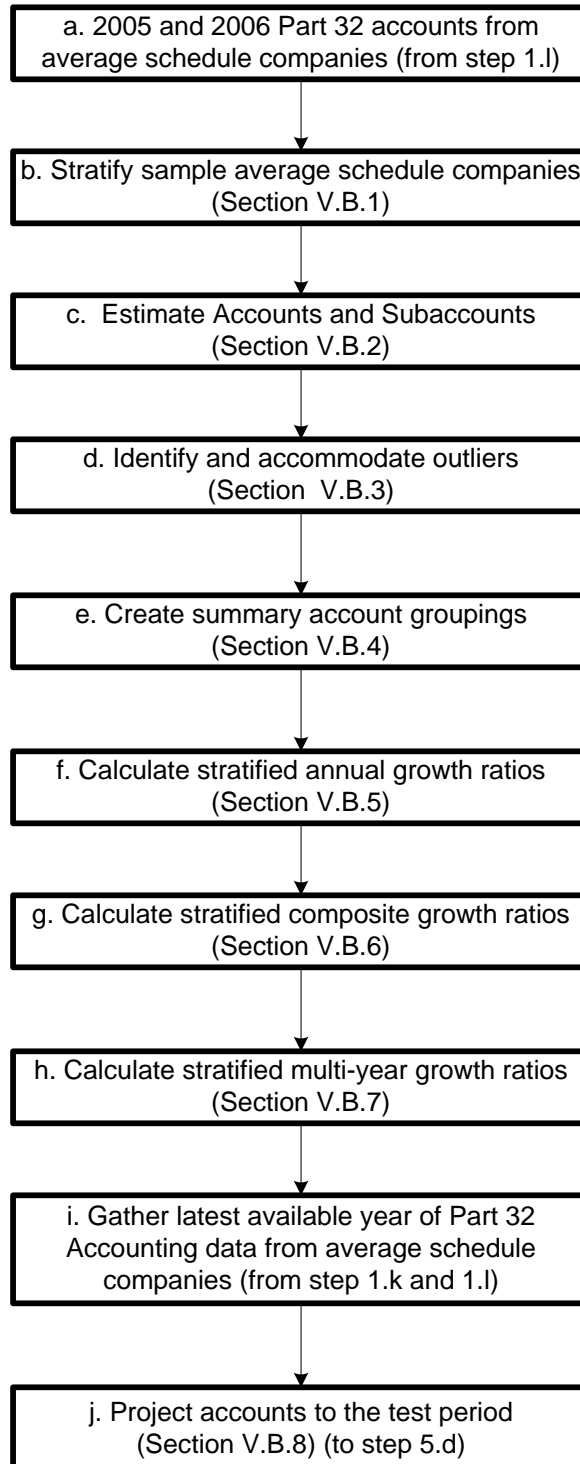 a. 2005 and 2006 Part 32 accounts from
average schedule companies (from step 1.l)
b. Stratify sample average schedule companies
(Section V.B.1)
c. Estimate Accounts and Subaccounts
(Section V.B.2)
d. Identify and accommodate outliers
(Section V.B.3)
e. Create summary account groupings
(Section V.B.4)
f. Calculate stratified annual growth ratios
(Section V.B.5)
g. Calculate stratified composite growth ratios
(Section V.B.6)
h. Calculate stratified multi-year growth ratios
(Section V.B.7)
i. Gather latest available year of Part 32
Accounting data from average schedule
companies (from step 1.k and 1.l)
j. Project accounts to the test period
(Section V.B.8) (to step 5.d)